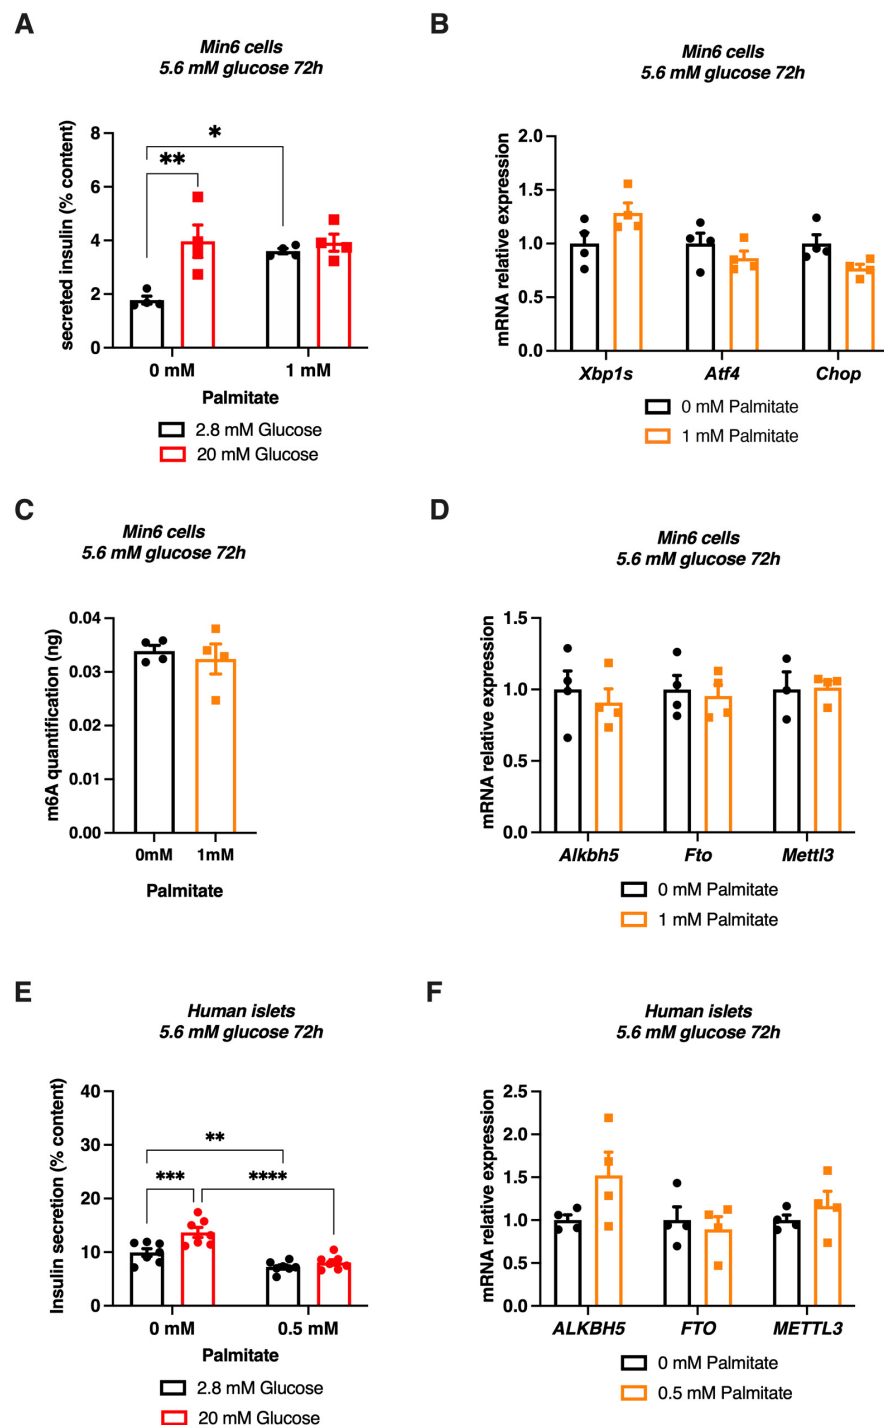 A
Min6 cells
5.6 mM glucose 72h
secreted insulin (% content)
8
6
4
2
0
*
**
0 mM
1 mM
Palmitate
2.8 mM Glucose
20 mM Glucose
B
Min6 cells
5.6 mM glucose 72h
mRNA relative expression
2.0
1.5
1.0
0.5
0.0
Xbp1s
Atf4
Chop
0 mM Palmitate
1 mM Palmitate
C
Min6 cells
5.6 mM glucose 72h
m6A quantification (ng)
0.04
0.03
0.02
0.01
0.00
0mM
1mM
Palmitate
D
Min6 cells
5.6 mM glucose 72h
mRNA relative expression
1.5
1.0
0.5
0.0
Alkbh5
Fto
Mettl3
0 mM Palmitate
1 mM Palmitate
E
Human islets
5.6 mM glucose 72h
Insulin secretion (% content)
40
30
20
10
0
**
***
****
0 mM
0.5 mM
Palmitate
2.8 mM Glucose
20 mM Glucose
F
Human islets
5.6 mM glucose 72h
mRNA relative expression
2.5
2.0
1.5
1.0
0.5
0.0
ALKBH5
FTO
METTL3
0 mM Palmitate
0.5 mM Palmitate